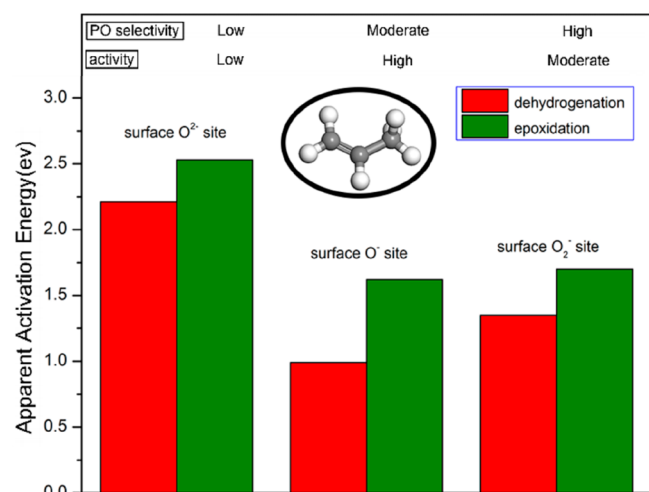 PO selectivity Low Moderate High
activity Low High Moderate
dehydrogenation
epoxidation
surface O²⁻ site
surface O⁻ site
surface O₂⁻ site
Apparent Activation Energy(ev)
3.0
2.5
2.0
1.5
1.0
0.5
0.0